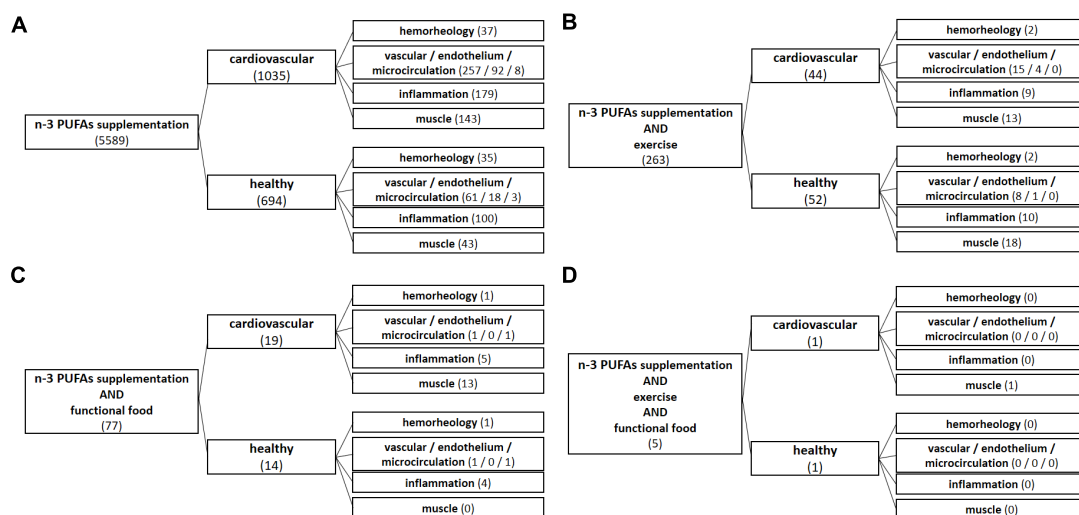 A
n-3 PUFAs supplementation
(5589)
cardiovascular
(1035)
hemorheology (37)
vascular / endothelium /
microcirculation (257 / 92 / 8)
inflammation (179)
muscle (143)
healthy
(694)
hemorheology (35)
vascular / endothelium /
microcirculation (61 / 18 / 3)
inflammation (100)
muscle (43)
B
n-3 PUFAs supplementation
AND
exercise
(263)
cardiovascular
(44)
hemorheology (2)
vascular / endothelium /
microcirculation (15 / 4 / 0)
inflammation (9)
muscle (13)
healthy
(52)
hemorheology (2)
vascular / endothelium /
microcirculation (8 / 1 / 0)
inflammation (10)
muscle (18)
C
n-3 PUFAs supplementation
AND
functional food
(77)
cardiovascular
(19)
hemorheology (1)
vascular / endothelium /
microcirculation (1 / 0 / 1)
inflammation (5)
muscle (13)
healthy
(14)
hemorheology (1)
vascular / endothelium /
microcirculation (1 / 0 / 1)
inflammation (4)
muscle (0)
D
n-3 PUFAs supplementation
AND
exercise
AND
functional food
(5)
cardiovascular
(1)
hemorheology (0)
vascular / endothelium /
microcirculation (0 / 0 / 0)
inflammation (0)
muscle (1)
healthy
(1)
hemorheology (0)
vascular / endothelium /
microcirculation (0 / 0 / 0)
inflammation (0)
muscle (0)